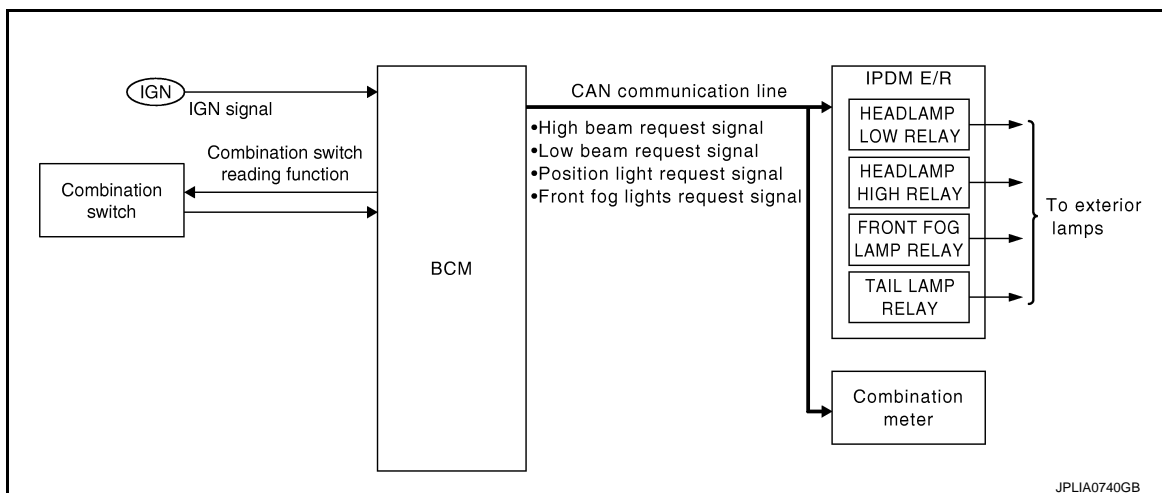 IGN
IGN signal
Combination switch
reading function
Combination
switch
BCM
CAN communication line
•High beam request signal
•Low beam request signal
•Position light request signal
•Front fog lights request signal
IPDM E/R
HEADLAMP
LOW RELAY
HEADLAMP
HIGH RELAY
FRONT FOG
LAMP RELAY
TAIL LAMP
RELAY
To exterior
lamps
Combination
meter
JPLIA0740GB